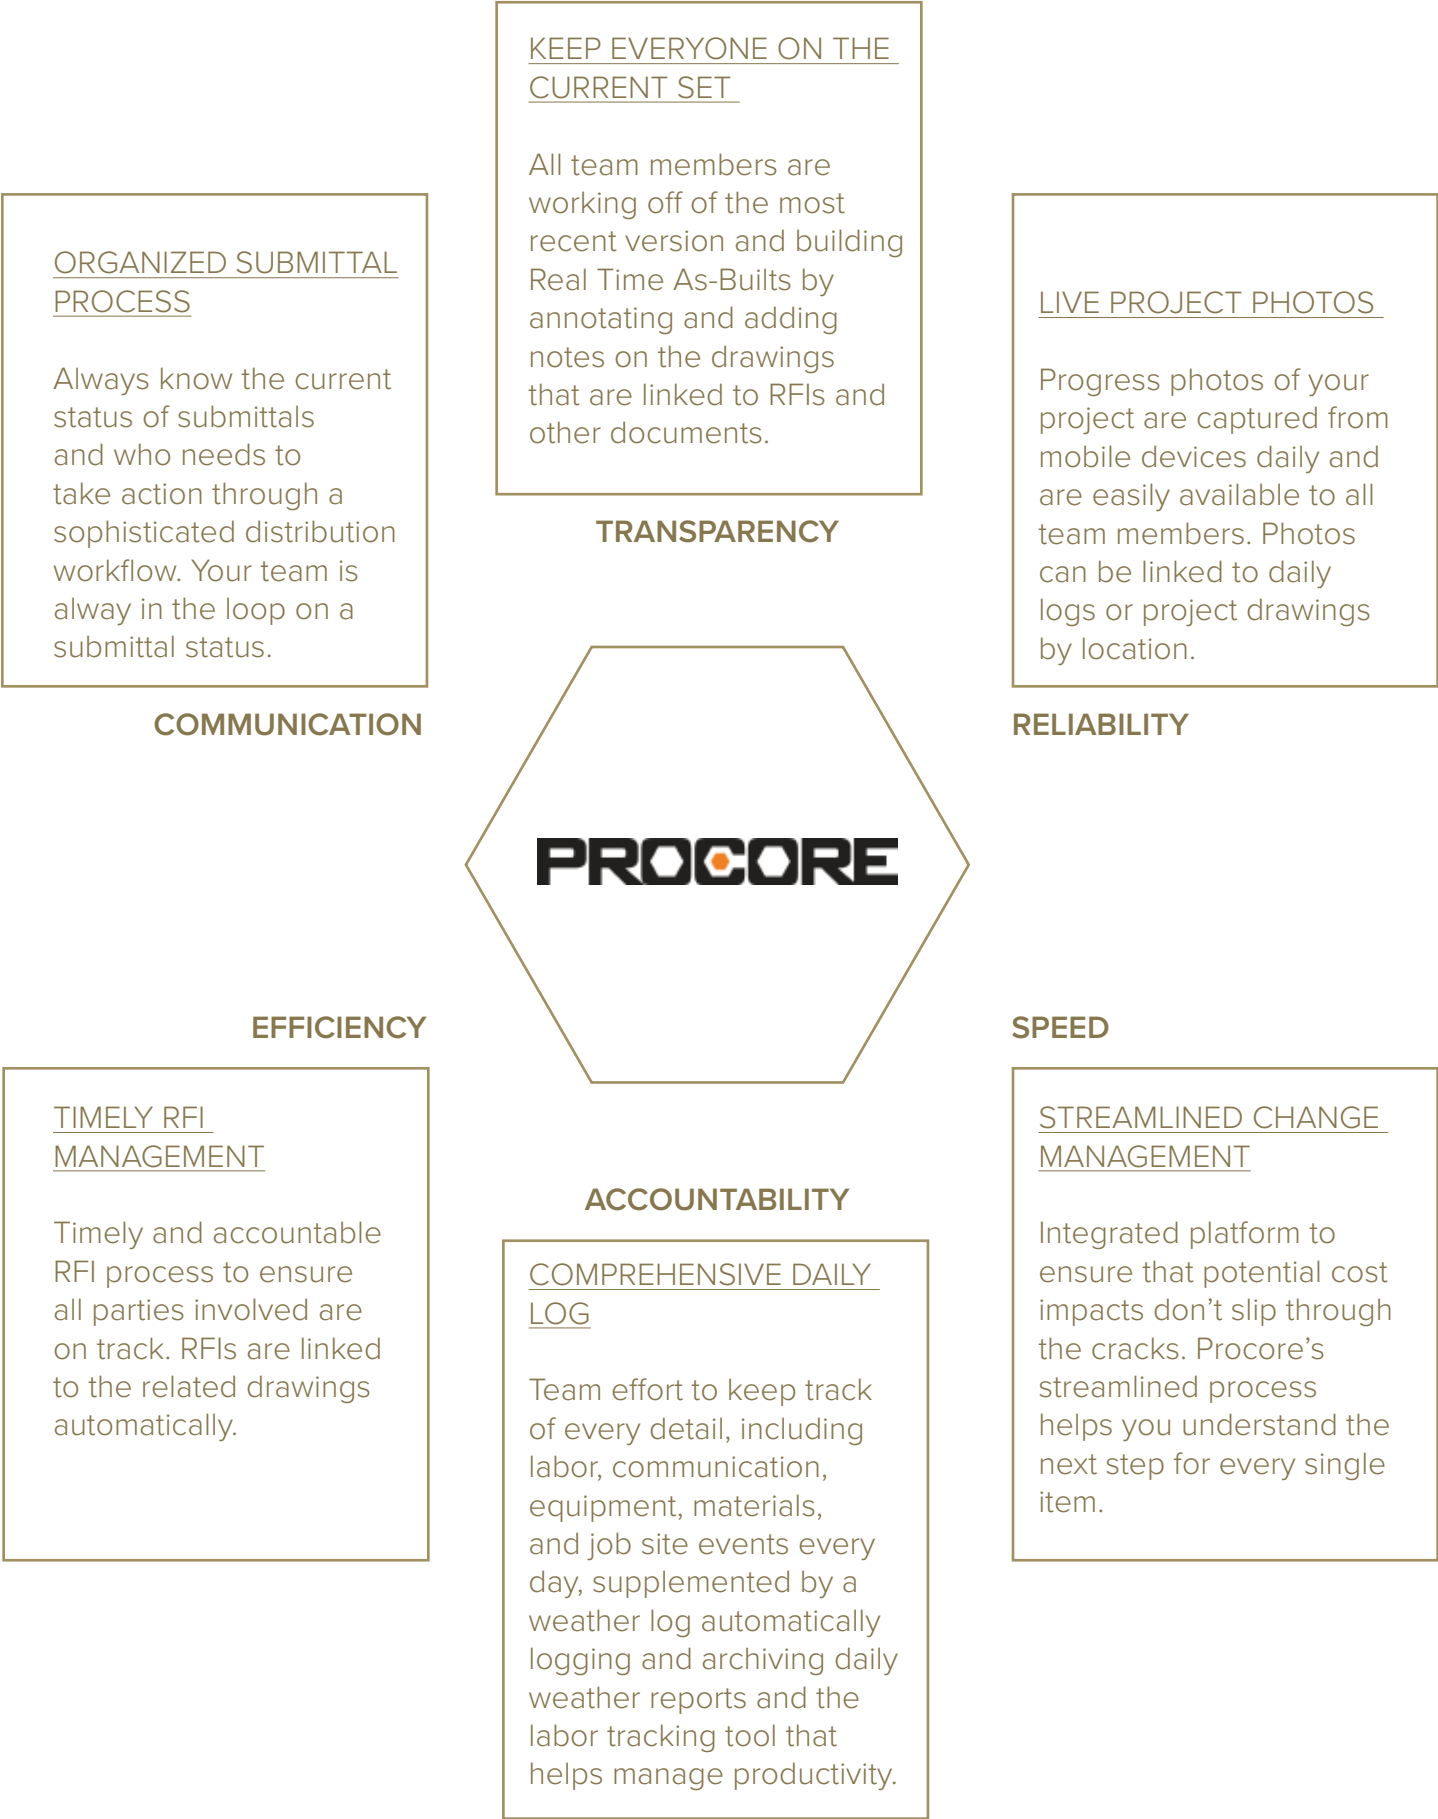 KEEP EVERYONE ON THE
CURRENT SET
All team members are
working off of the most
recent version and building
Real Time As-Builts by
annotating and adding
notes on the drawings
that are linked to RFIs and
other documents.
TRANSPARENCY
ORGANIZED SUBMITTAL
PROCESS
Always know the current
status of submittals
and who needs to
take action through a
sophisticated distribution
workflow. Your team is
alway in the loop on a
submittal status.
COMMUNICATION
LIVE PROJECT PHOTOS
Progress photos of your
project are captured from
mobile devices daily and
are easily available to all
team members. Photos
can be linked to daily
logs or project drawings
by location.
RELIABILITY
PROCORE
EFFICIENCY
TIMELY RFI
MANAGEMENT
Timely and accountable
RFI process to ensure
all parties involved are
on track. RFIs are linked
to the related drawings
automatically.
SPEED
STREAMLINED CHANGE
MANAGEMENT
Integrated platform to
ensure that potential cost
impacts don’t slip through
the cracks. Procore’s
streamlined process
helps you understand the
next step for every single
item.
ACCOUNTABILITY
COMPREHENSIVE DAILY
LOG
Team effort to keep track
of every detail, including
labor, communication,
equipment, materials,
and job site events every
day, supplemented by a
weather log automatically
logging and archiving daily
weather reports and the
labor tracking tool that
helps manage productivity.